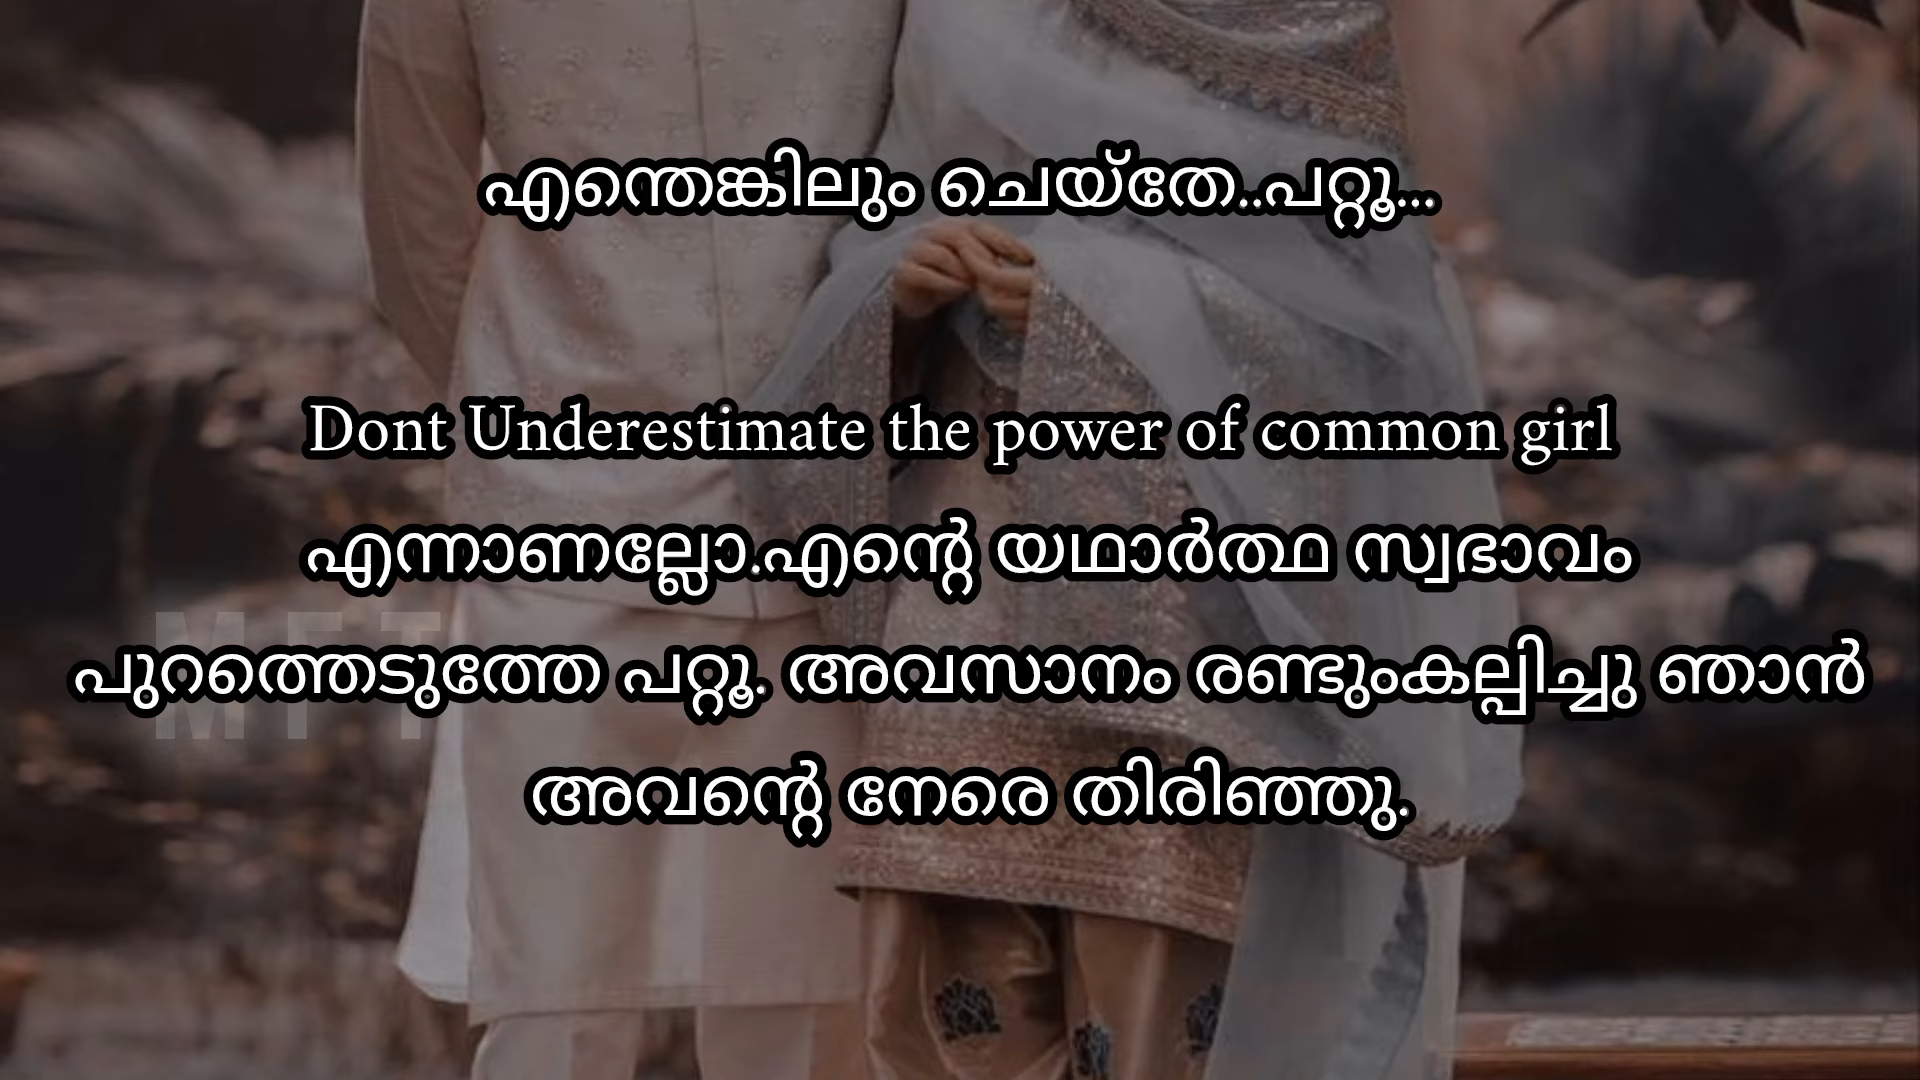 എന്തെങ്കിലും ചെയ്തേ..പറ്റൂ...
Dont Underestimate the power of common girl
എന്നാണല്ലോ.എന്റെ യഥാർത്ഥ സ്വഭാവം
പുറത്തെടുത്തേ പറ്റൂ. അവസാനം രണ്ടുംകല്പിച്ചു ഞാൻ
അവന്റെ നേരെ തിരിഞ്ഞു.
MFT